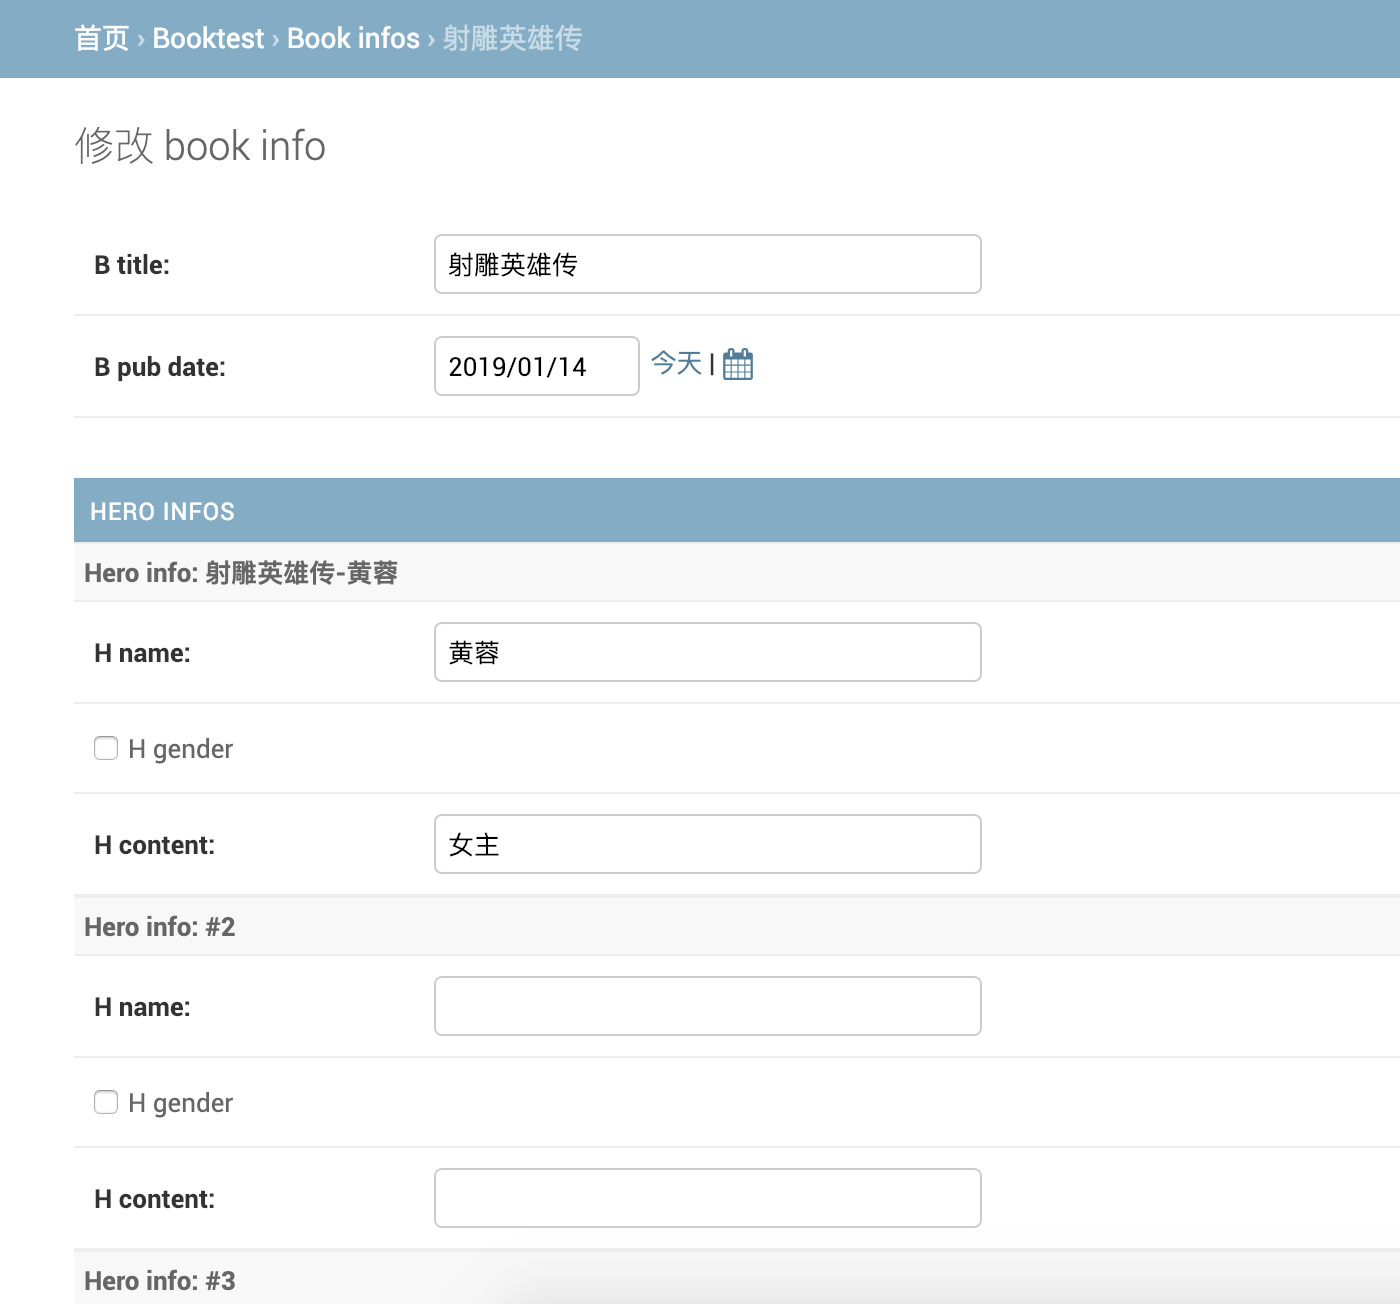 首页 › Booktest › Book infos › 射雕英雄传
修改 book info
B title: 射雕英雄传
B pub date: 2019/01/14 今天 |
HERO INFOS
Hero info: 射雕英雄传-黄蓉
H name: 黄蓉
H gender
H content: 女主
Hero info: #2
H name:
H gender
H content:
Hero info: #3